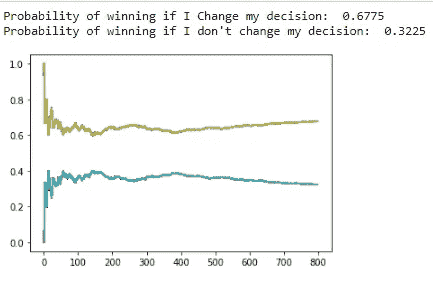 Probability of winning if I Change my decision:  0.6775
Probability of winning if I don't change my decision:  0.3225
1.0
0.8
0.6
0.4
0.2
0.0
0 100 200 300 400 500 600 700 800